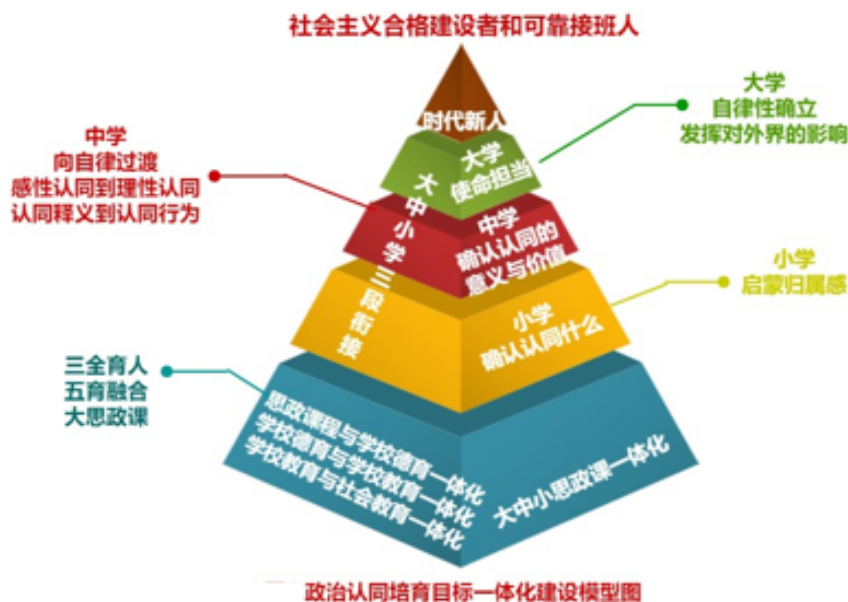 社会主义合格建设者和可靠接班人
时代新人
大学
自律性确立
发挥对外界的影响
大学
使命担当
中学
向自律过渡
感性认同到理性认同
认同释义到认同行为
大中小学三段衔接
中学
确认认同的
意义与价值
小学
启蒙归属感
小学
确认认同什么
三全育人
五育融合
大思政课
思政课程与学校德育一体化
学校德育与学校教育一体化
学校教育与社会教育一体化
大中小思政课一体化
政治认同培育目标一体化建设模型图